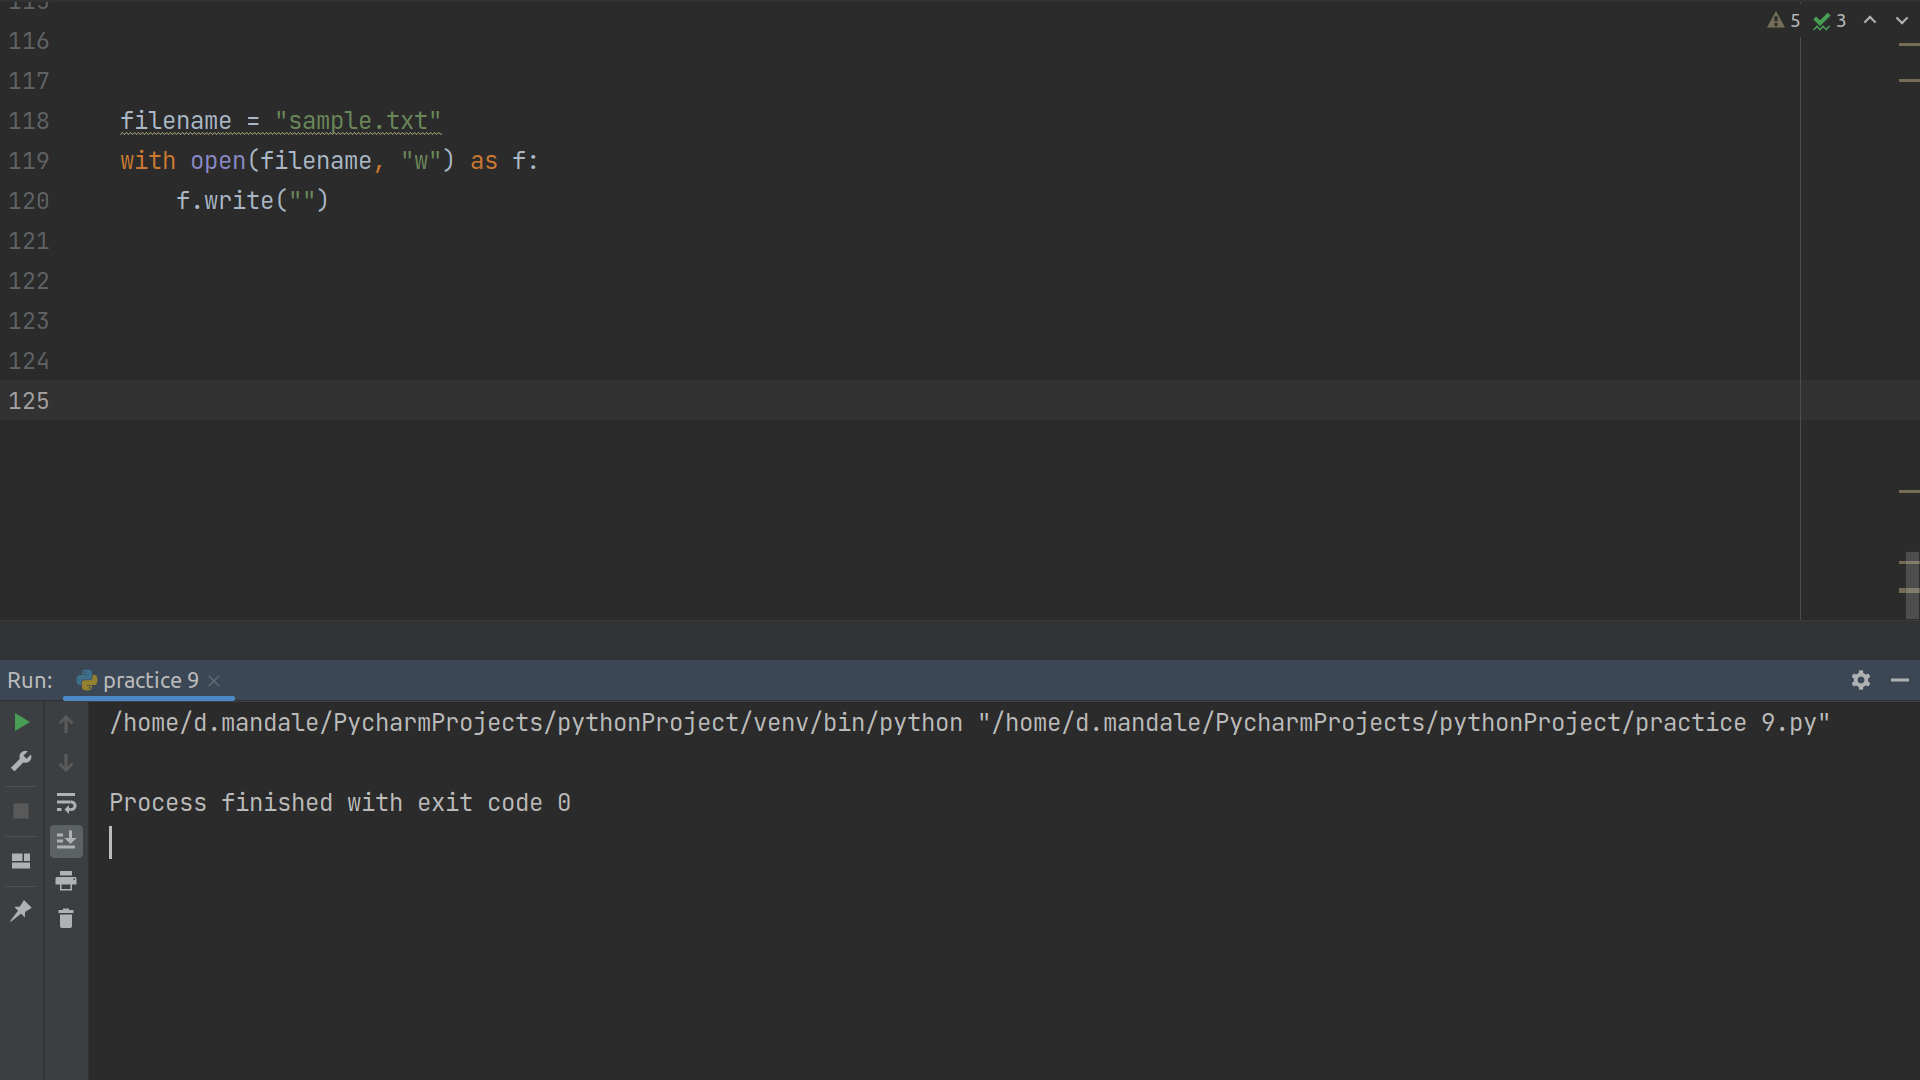 5 3
116
117
118 filename = "sample.txt"
119 with open(filename, "w") as f:
120 f.write("")
121
122
123
124
125
Run: practice 9
/home/d.mandale/PycharmProjects/pythonProject/venv/bin/python "/home/d.mandale/PycharmProjects/pythonProject/practice 9.py"
Process finished with exit code 0